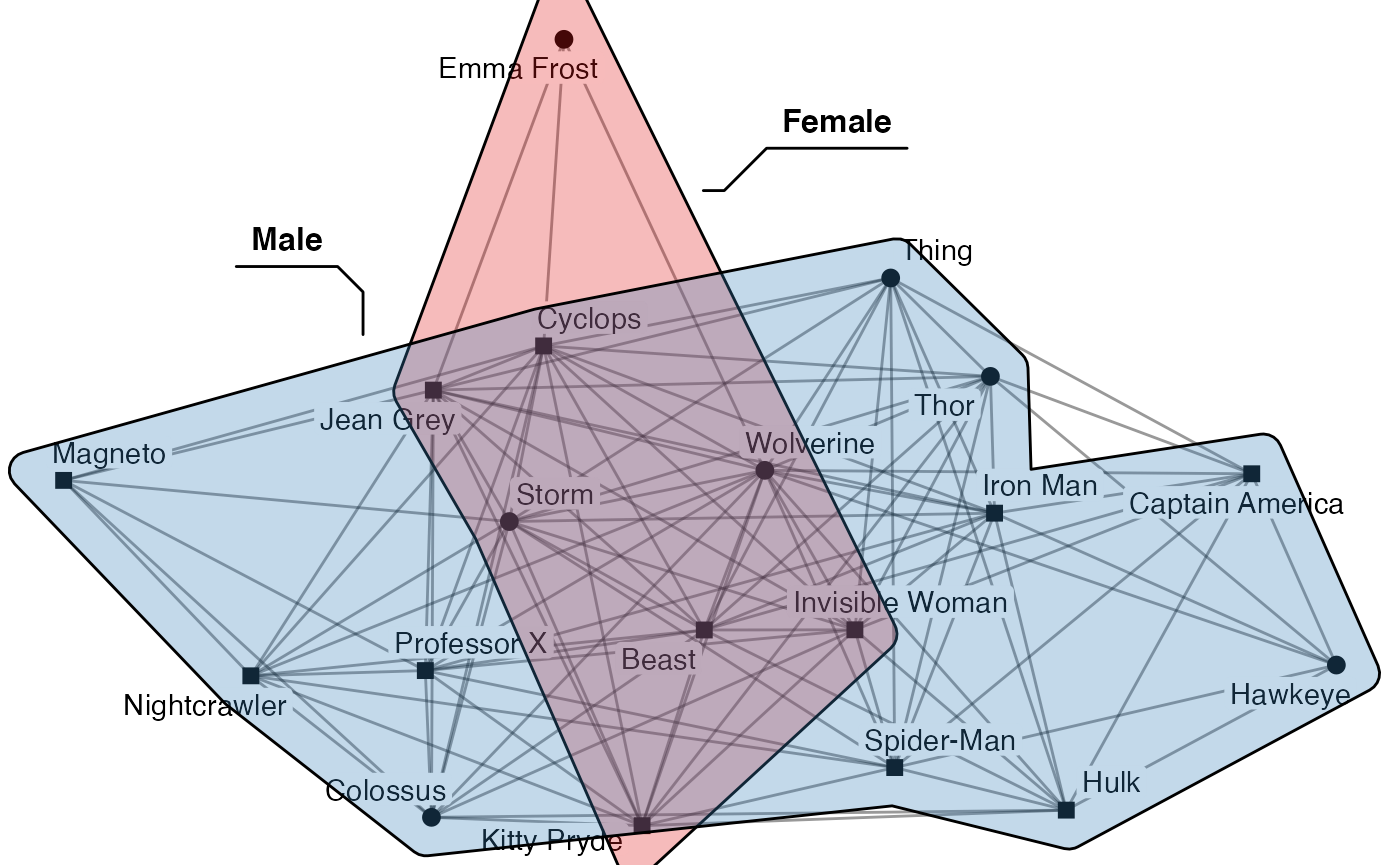 Emma Frost
Female
Male
Thing
Cyclops
Thor
Jean Grey
Wolverine
Magneto
Iron Man
Storm
Captain America
Invisible Woman
Professor X
Beast
Hawkeye
Nightcrawler
Spider-Man
Hulk
Colossus
Kitty Pryde